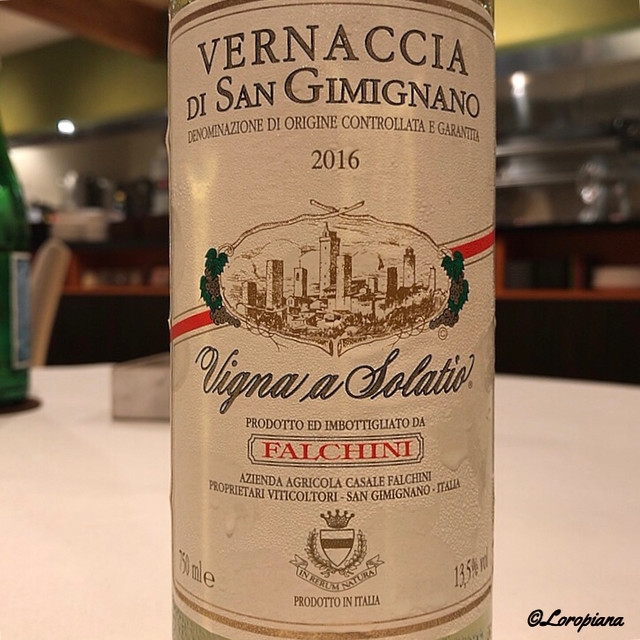 VERNACCIA
DI SAN GIMIGNANO
DENOMINAZIONE DI ORIGINE CONTROLLATA E GARANTITA
2016
Vigna a Solatio®
PRODOTTO ED IMBOTTIGLIATO DA
FALCHINI
AZIENDA AGRICOLA CASALE FALCHINI
PROPRIETARI VITICOLTORI - SAN GIMIGNANO - ITALIA
IN RERUM NATURA
750 ml e
13,5% vol
PRODOTTO IN ITALIA
©Loropiana